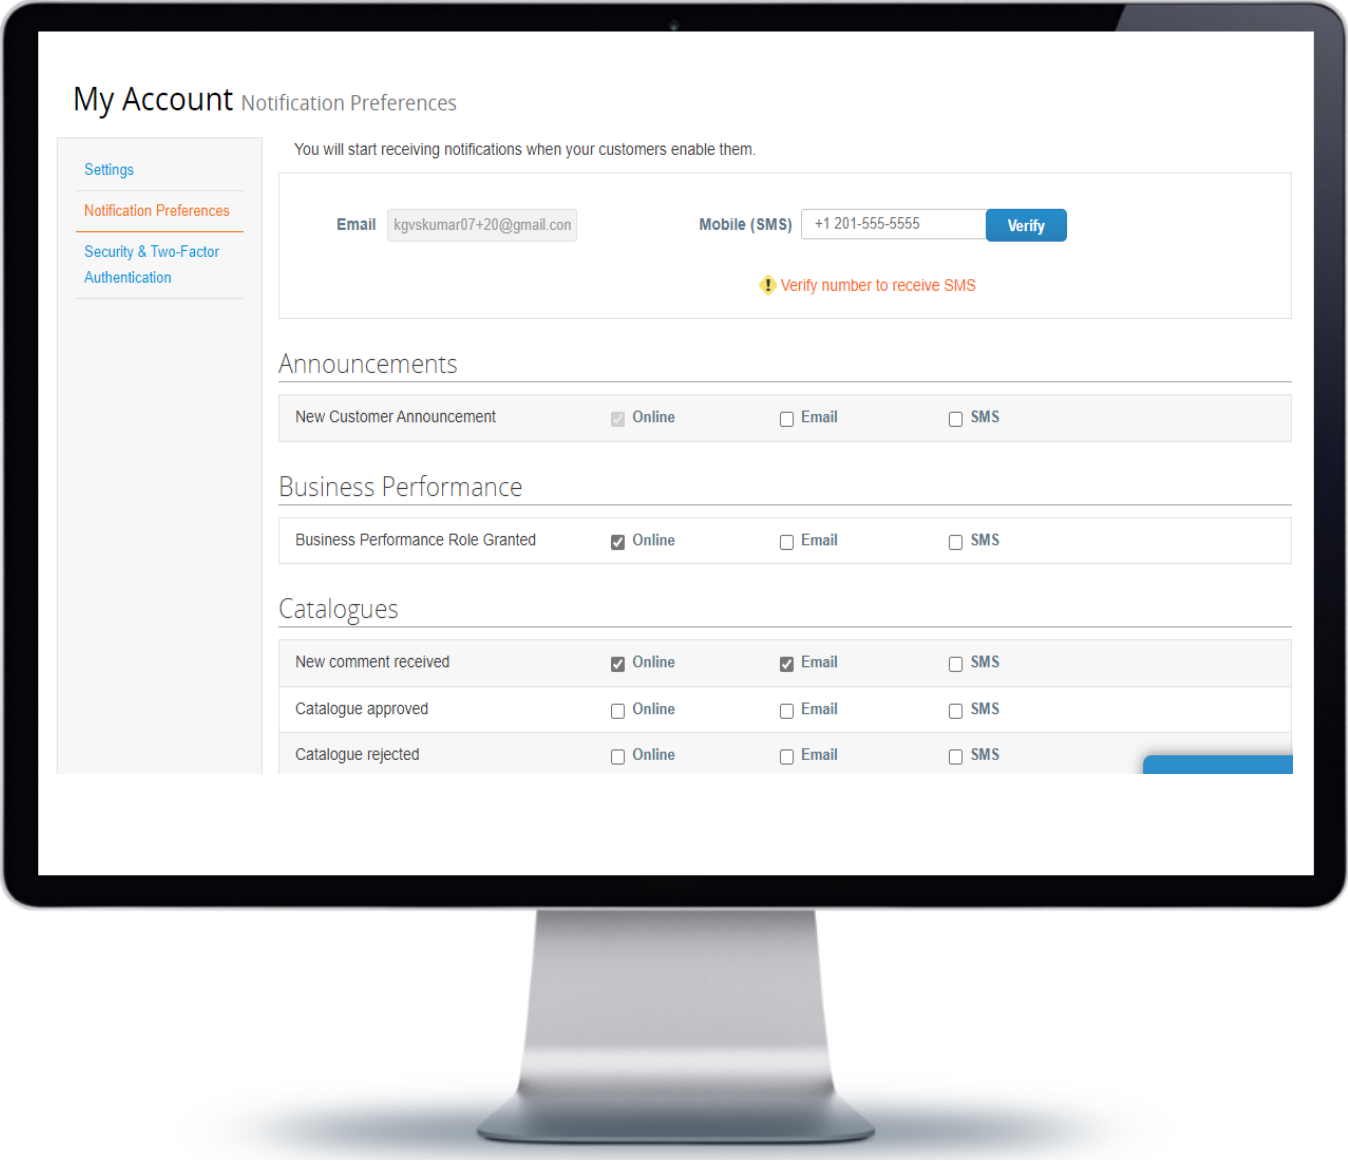 My Account Notification Preferences
Settings
Notification Preferences
Security & Two-Factor
Authentication
You will start receiving notifications when your customers enable them.
Email kgvskumar07+20@gmail.con Mobile (SMS) +1 201-555-5555 Verify
Verify number to receive SMS
Announcements
New Customer Announcement Online Email SMS
Business Performance
Business Performance Role Granted Online Email SMS
Catalogues
New comment received Online Email SMS
Catalogue approved Online Email SMS
Catalogue rejected Online Email SMS